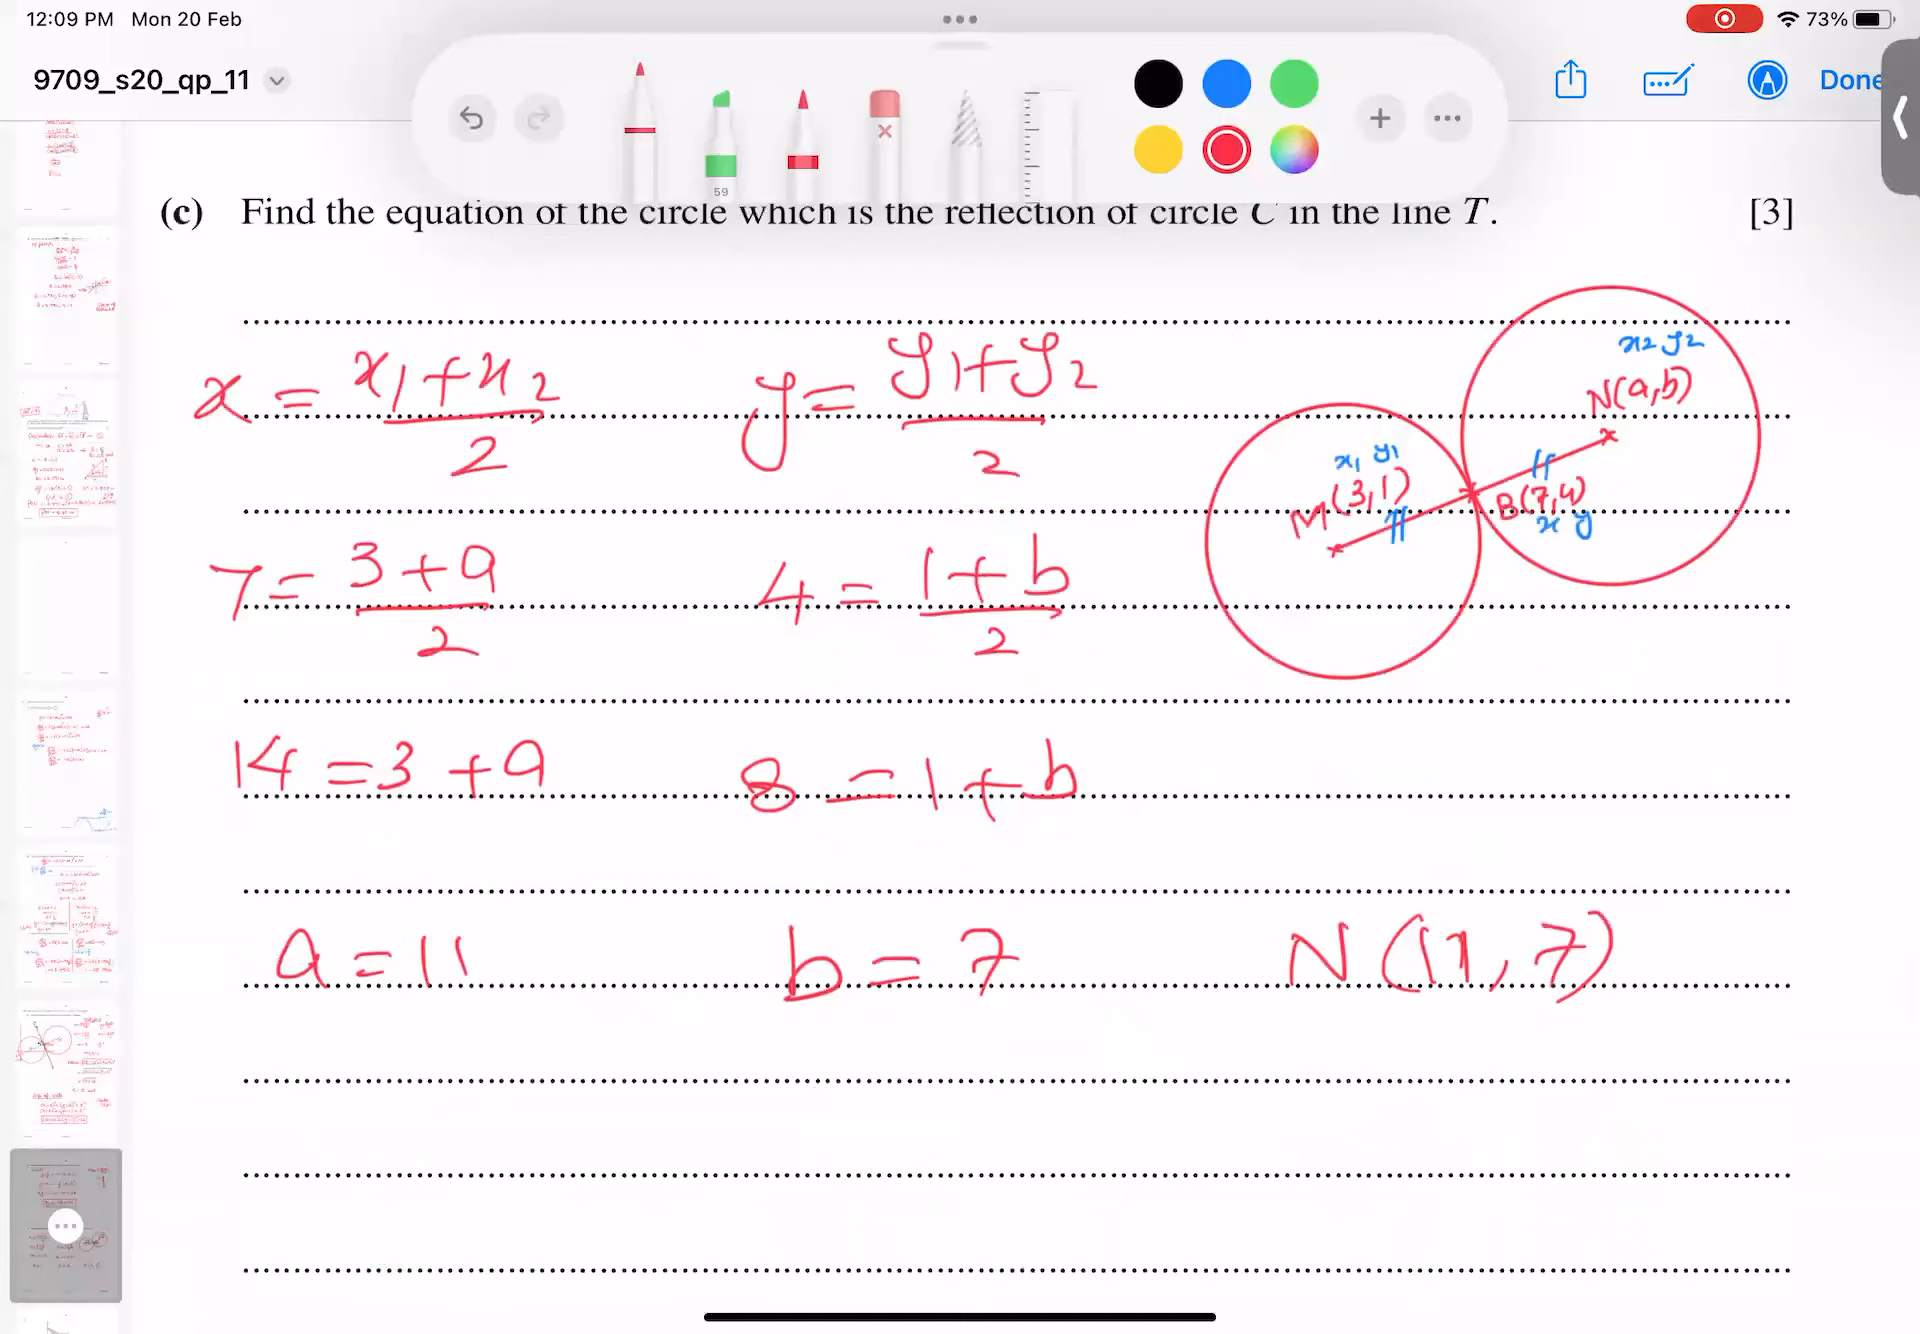 12:09 PM Mon 20 Feb
73%
9709_s20_qp_11
Done
59
(c) Find the equation of the circle which is the reflection of circle C in the line T. [3]
x = x1 + x2 / 2
y = y1 + y2 / 2
x2 y2
N(a,b)
x1 y1
M(3,1)
B(7,4)
x y
7 = 3 + a / 2
4 = 1 + b / 2
14 = 3 + a
8 = 1 + b
a = 11
b = 7
N(11, 7)